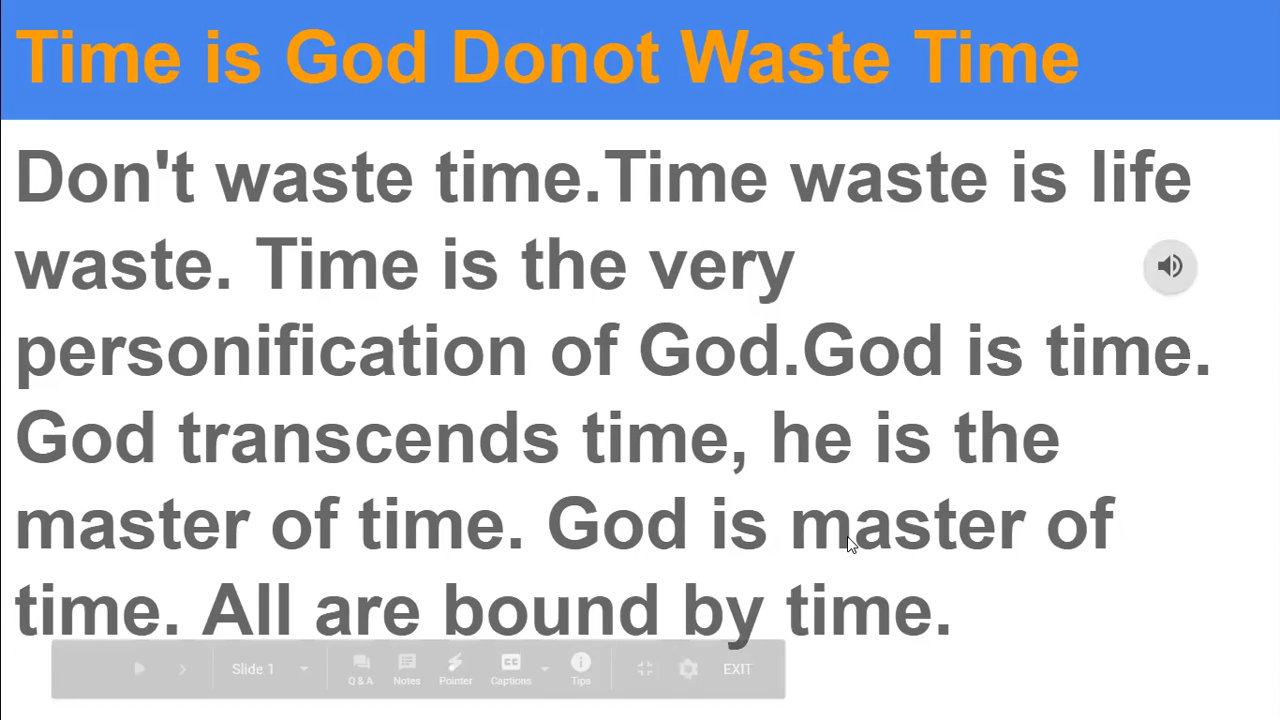 Time is God Donot Waste Time
Don't waste time.Time waste is life
waste. Time is the very
personification of God.God is time.
God transcends time, he is the
master of time. God is master of
time. All are bound by time.
Slide 1
Q & A Notes Pointer CC Captions Tips EXIT